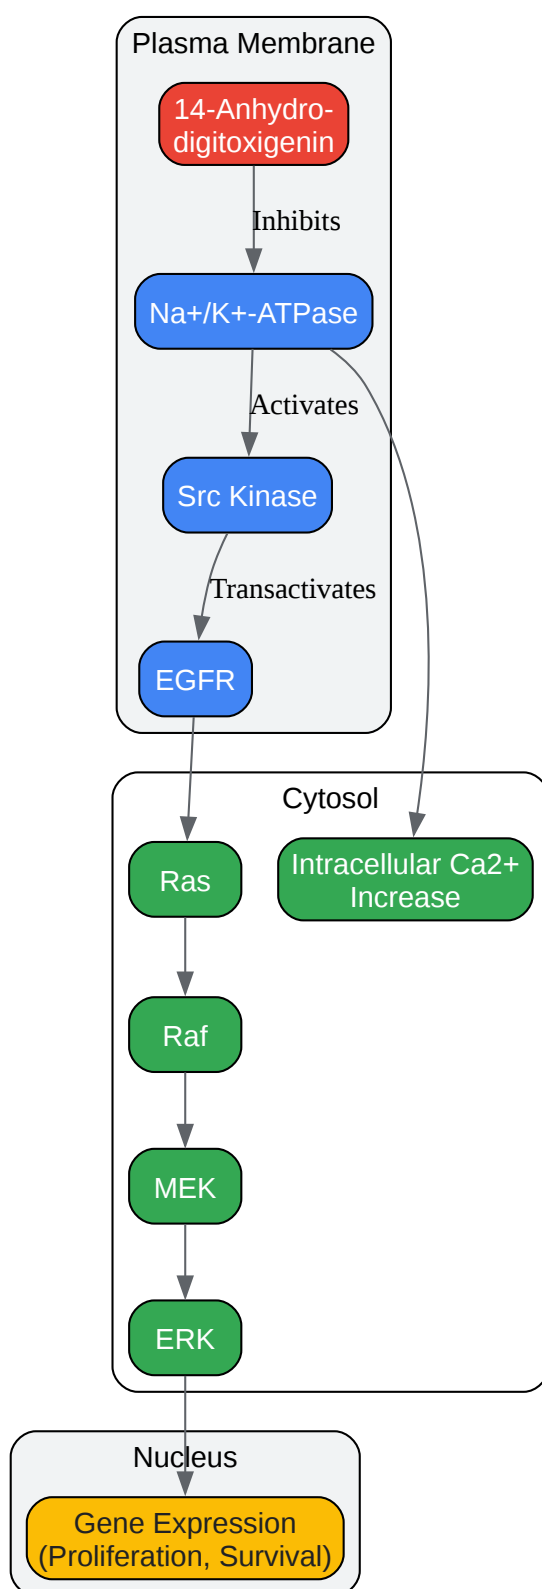 Plasma Membrane
14-Anhydro-
digitoxigenin
Inhibits
Na+/K+-ATPase
Activates
Src Kinase
Transactivates
EGFR
Cytosol
Ras
Intracellular Ca2+
Increase
Raf
MEK
ERK
Nucleus
Gene Expression
(Proliferation, Survival)